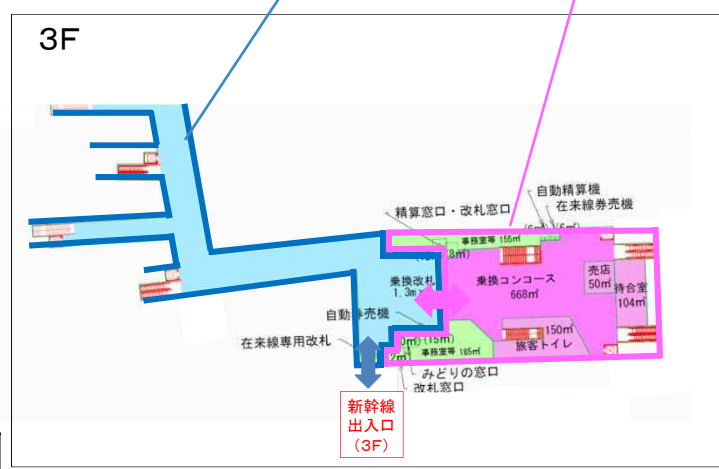 3F
自動精算機
在来線券売機
精算窓口・改札窓口
(6㎡)
事務室等 155㎡
乗換改札
乗換コンコース
668㎡
売店
50㎡
待合室
104㎡
自動券売機
在来線専用改札
(15㎡)
150㎡
旅客トイレ
事務室等 185㎡
みどりの窓口
改札窓口
新幹線
出入口
(3F)